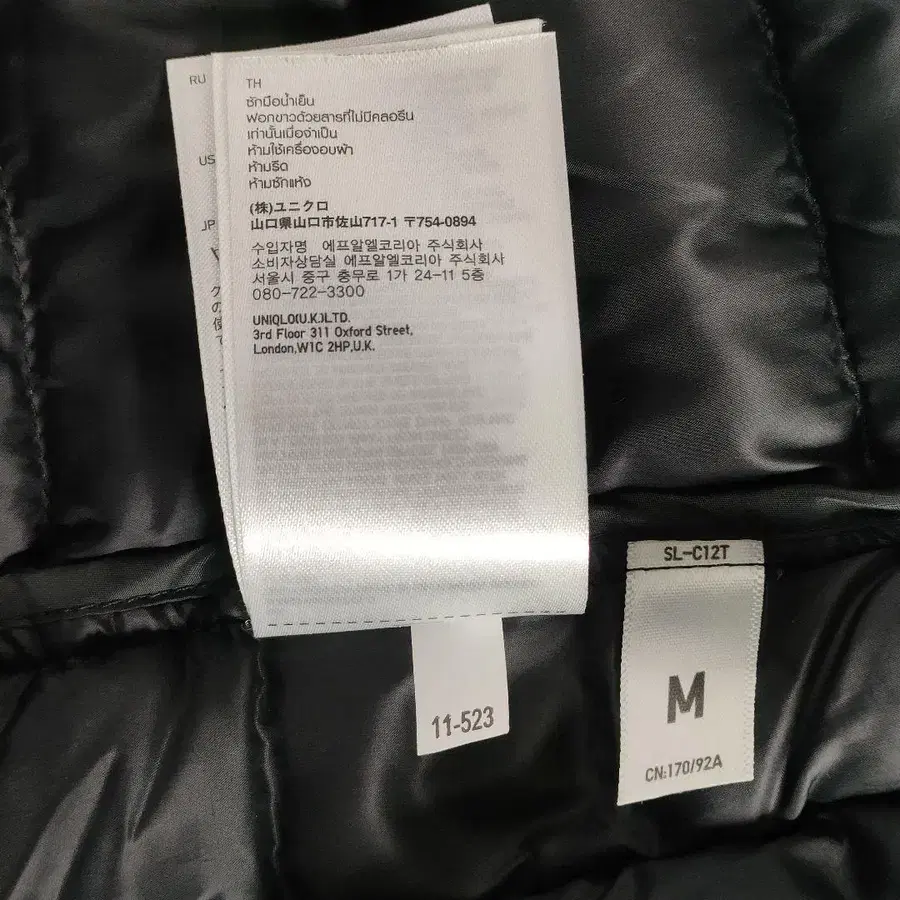 RU
US
JP
TH
ซักมือน้ำเย็น
ฟอกขาวด้วยสารที่ไม่มีคลอรีน
เท่านั้นเมื่อจำเป็น
ห้ามใช้เครื่องอบผ้า
ห้ามรีด
ห้ามซักแห้ง
(株)ユニクロ
山口県山口市佐山717-1 〒754-0894
수입자명 에프알엘코리아 주식회사
소비자상담실 에프알엘코리아 주식회사
서울시 중구 충무로 1가 24-11 5층
080-722-3300
UNIQLO(U.K.)LTD.
3rd Floor 311 Oxford Street,
London,W1C 2HP,U.K.
SL-C12T
M
CN:170/92A
11-523